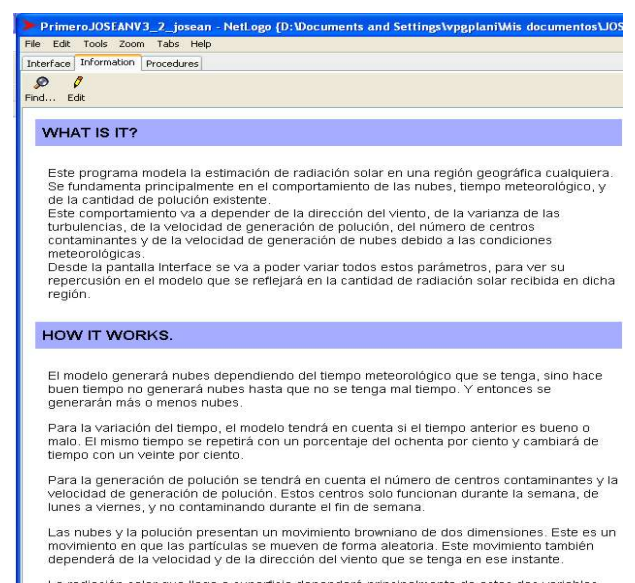 PrimeroJOSEANV3_2_josean - NetLogo {D:\Documents and Settings\vpgplani\Mis documentos\JOS
File Edit Tools Zoom Tabs Help
Interface Information Procedures
Find... Edit
WHAT IS IT?
Este programa modela la estimación de radiación solar en una región geográfica cualquiera.
Se fundamenta principalmente en el comportamiento de las nubes, tiempo meteorológico, y
de la cantidad de polución existente.
Este comportamiento va a depender de la dirección del viento, de la varianza de las
turbulencias, de la velocidad de generación de polución, del número de centros
contaminantes y de la velocidad de generación de nubes debido a las condiciones
meteorológicas.
Desde la pantalla Interface se va a poder variar todos estos parámetros, para ver su
repercusión en el modelo que se reflejará en la cantidad de radiación solar recibida en dicha
región.
HOW IT WORKS.
El modelo generará nubes dependiendo del tiempo meteorológico que se tenga, sino hace
buen tiempo no generará nubes hasta que no se tenga mal tiempo. Y entonces se
generarán más o menos nubes.
Para la variación del tiempo, el modelo tendrá en cuenta si el tiempo anterior es bueno o
malo. El mismo tiempo se repetirá con un porcentaje del ochenta por ciento y cambiará de
tiempo con un veinte por ciento.
Para la generación de polución se tendrá en cuenta el número de centros contaminantes y la
velocidad de generación de polución. Estos centros solo funcionan durante la semana, de
lunes a viernes, y no contaminando durante el fin de semana.
Las nubes y la polución presentan un movimiento browniano de dos dimensiones. Este es un
movimiento en que las partículas se mueven de forma aleatoria. Este movimiento también
dependerá de la velocidad y de la dirección del viento que se tenga en ese instante.
La radiación solar que llega a superficie dependerá principalmente de estas dos variables